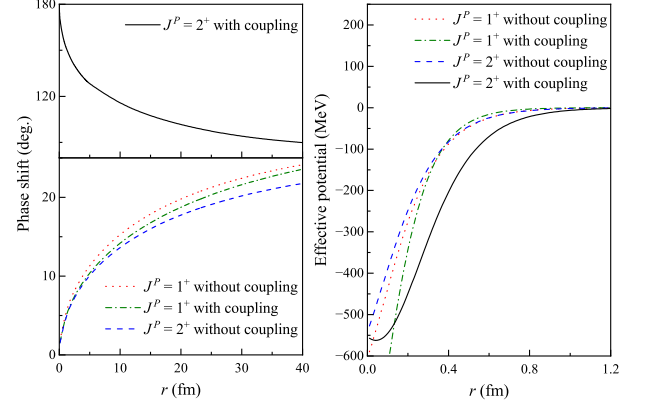 180
120
J^P = 2^+ with coupling
Phase shift (deg.)
20
10
0
J^P = 1^+ without coupling
J^P = 1^+ with coupling
J^P = 2^+ without coupling
0 10 20 30 40
r (fm)
200
100
0
−100
−200
−300
−400
−500
−600
Effective potential (MeV)
J^P = 1^+ without coupling
J^P = 1^+ with coupling
J^P = 2^+ without coupling
J^P = 2^+ with coupling
0.0 0.4 0.8 1.2
r (fm)